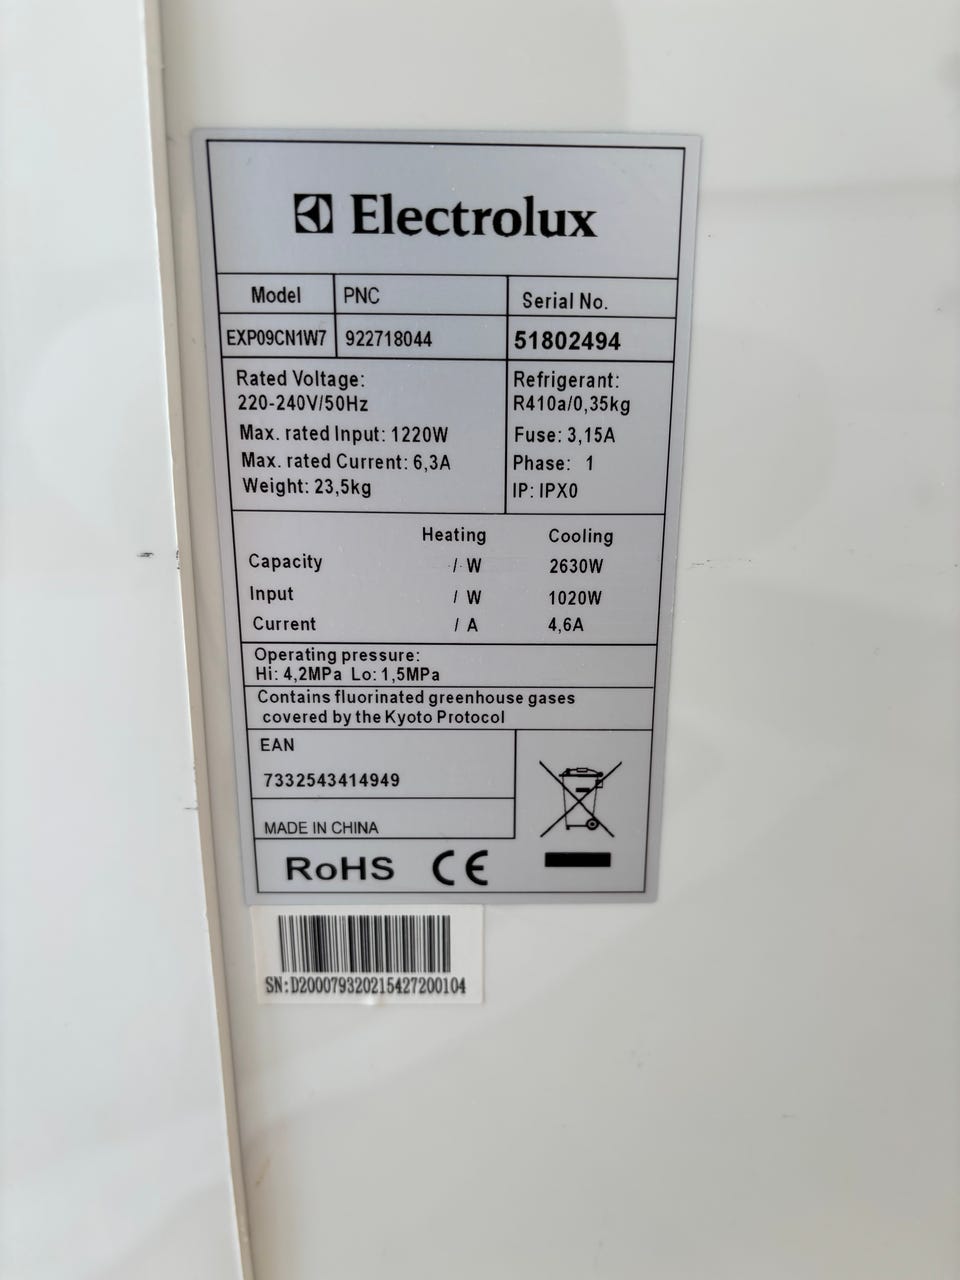 Electrolux
Model PNC Serial No.
EXP09CN1W7 922718044 51802494
Rated Voltage:
220-240V/50Hz
Max. rated Input: 1220W
Max. rated Current: 6,3A
Weight: 23,5kg
Refrigerant:
R410a/0,35kg
Fuse: 3,15A
Phase: 1
IP: IPX0
Heating Cooling
Capacity / W 2630W
Input / W 1020W
Current / A 4,6A
Operating pressure:
Hi: 4,2MPa Lo: 1,5MPa
Contains fluorinated greenhouse gases
covered by the Kyoto Protocol
EAN
7332543414949
MADE IN CHINA
RoHS CE
SN:D200079320215427200104